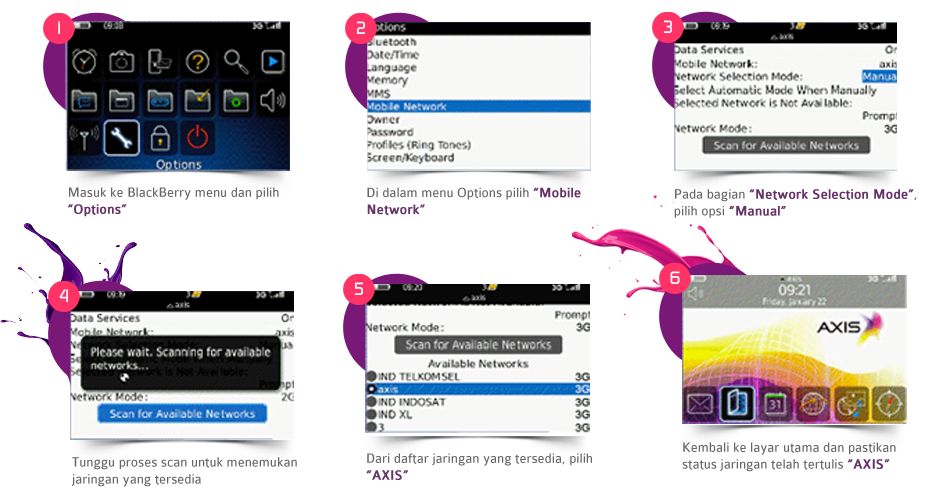 1
09:08
3G
Options
Masuk ke BlackBerry menu dan pilih
“Options”
2
Options
Bluetooth
Date/Time
Language
Memory
MMS
Mobile Network
Owner
Password
Profiles (Ring Tones)
Screen/Keyboard
Di dalam menu Options pilih “Mobile
Network”
3
09:19 3 3G
axis
Data Services On
Mobile Network: axis
Network Selection Mode: Manual
Select Automatic Mode When Manually
Selected Network is Not Available:
Prompt
Network Mode: 3G
Scan for Available Networks
Pada bagian “Network Selection Mode”,
pilih opsi “Manual”
4
09:19 3 3G
axis
Data Services On
Mobile Network: axis
Please wait. Scanning for available
networks...
Network Mode: 2G
Scan for Available Networks
Tunggu proses scan untuk menemukan
jaringan yang tersedia
5
09:20 3 3G
axis
Prompt
Network Mode: 3G
Scan for Available Networks
Available Networks
IND TELKOMSEL 3G
axis 3G
IND INDOSAT 3G
IND XL 3G
3 3G
Dari daftar jaringan yang tersedia, pilih
“AXIS”
6
axis 3G
09:21
Friday, January 22
AXIS
31
Kembali ke layar utama dan pastikan
status jaringan telah tertulis “AXIS”